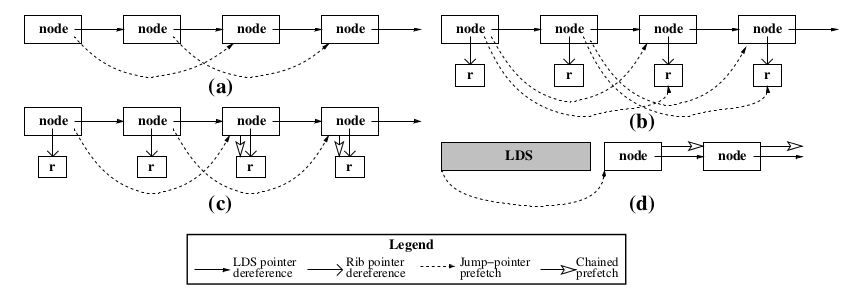 node node node node
(a)
node node node node
r r r r
(b)
node node node node
r r r r
(c)
LDS node node
(d)
Legend
LDS pointer dereference
Rib pointer dereference
Jump-pointer prefetch
Chained prefetch